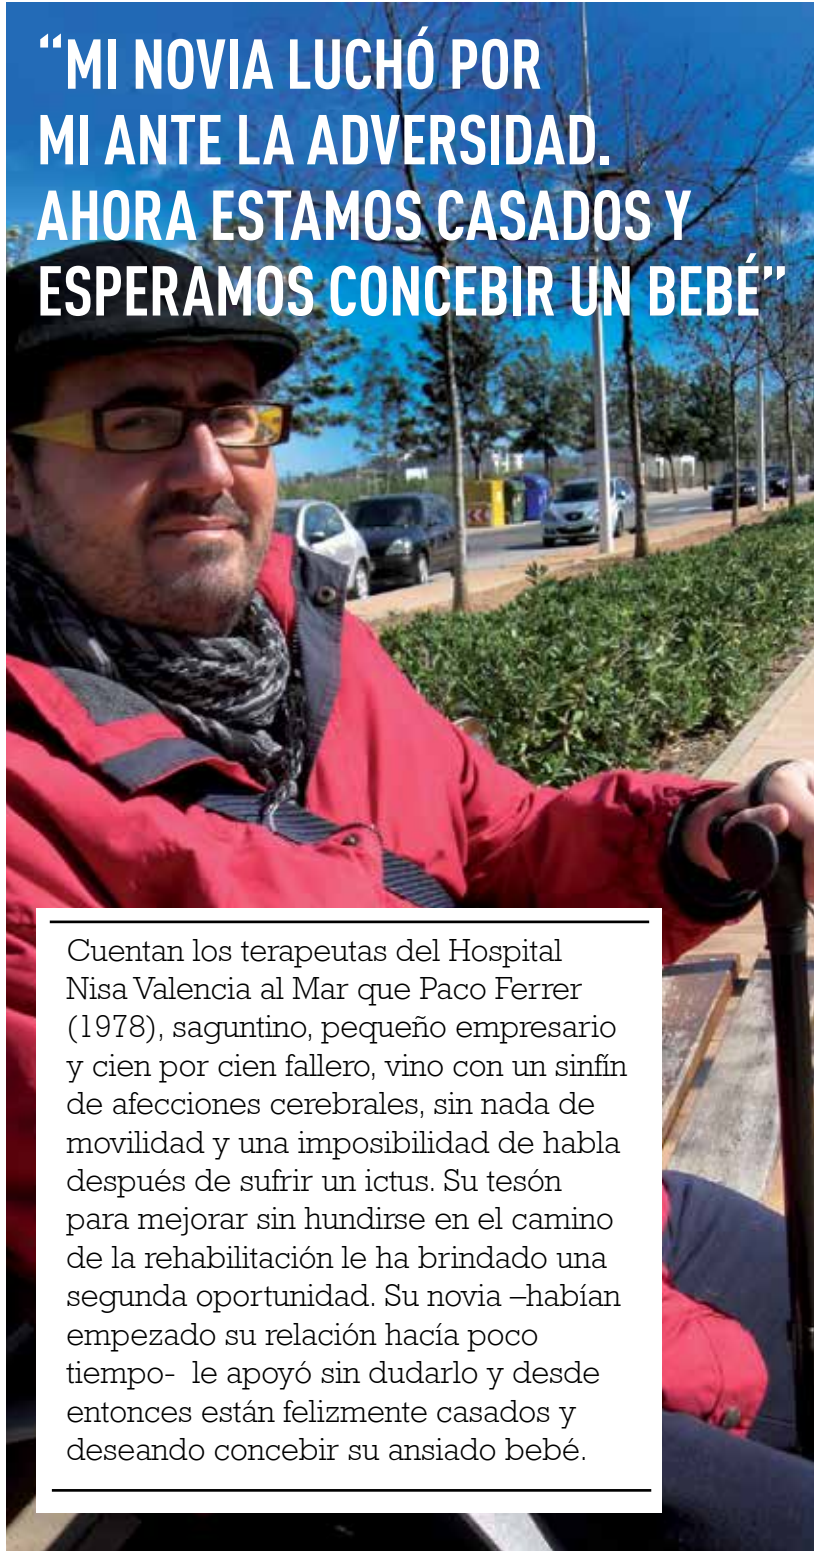 “MI NOVIA LUCHÓ POR
MI ANTE LA ADVERSIDAD.
AHORA ESTAMOS CASADOS Y
ESPERAMOS CONCEBIR UN BEBÉ”
Cuentan los terapeutas del Hospital
Nisa Valencia al Mar que Paco Ferrer
(1978), saguntino, pequeño empresario
y cien por cien fallero, vino con un sinfín
de afecciones cerebrales, sin nada de
movilidad y una imposibilidad de habla
después de sufrir un ictus. Su tesón
para mejorar sin hundirse en el camino
de la rehabilitación le ha brindado una
segunda oportunidad. Su novia –habían
empezado su relación hacía poco
tiempo-  le apoyó sin dudarlo y desde
entonces están felizmente casados y
deseando concebir su ansiado bebé.